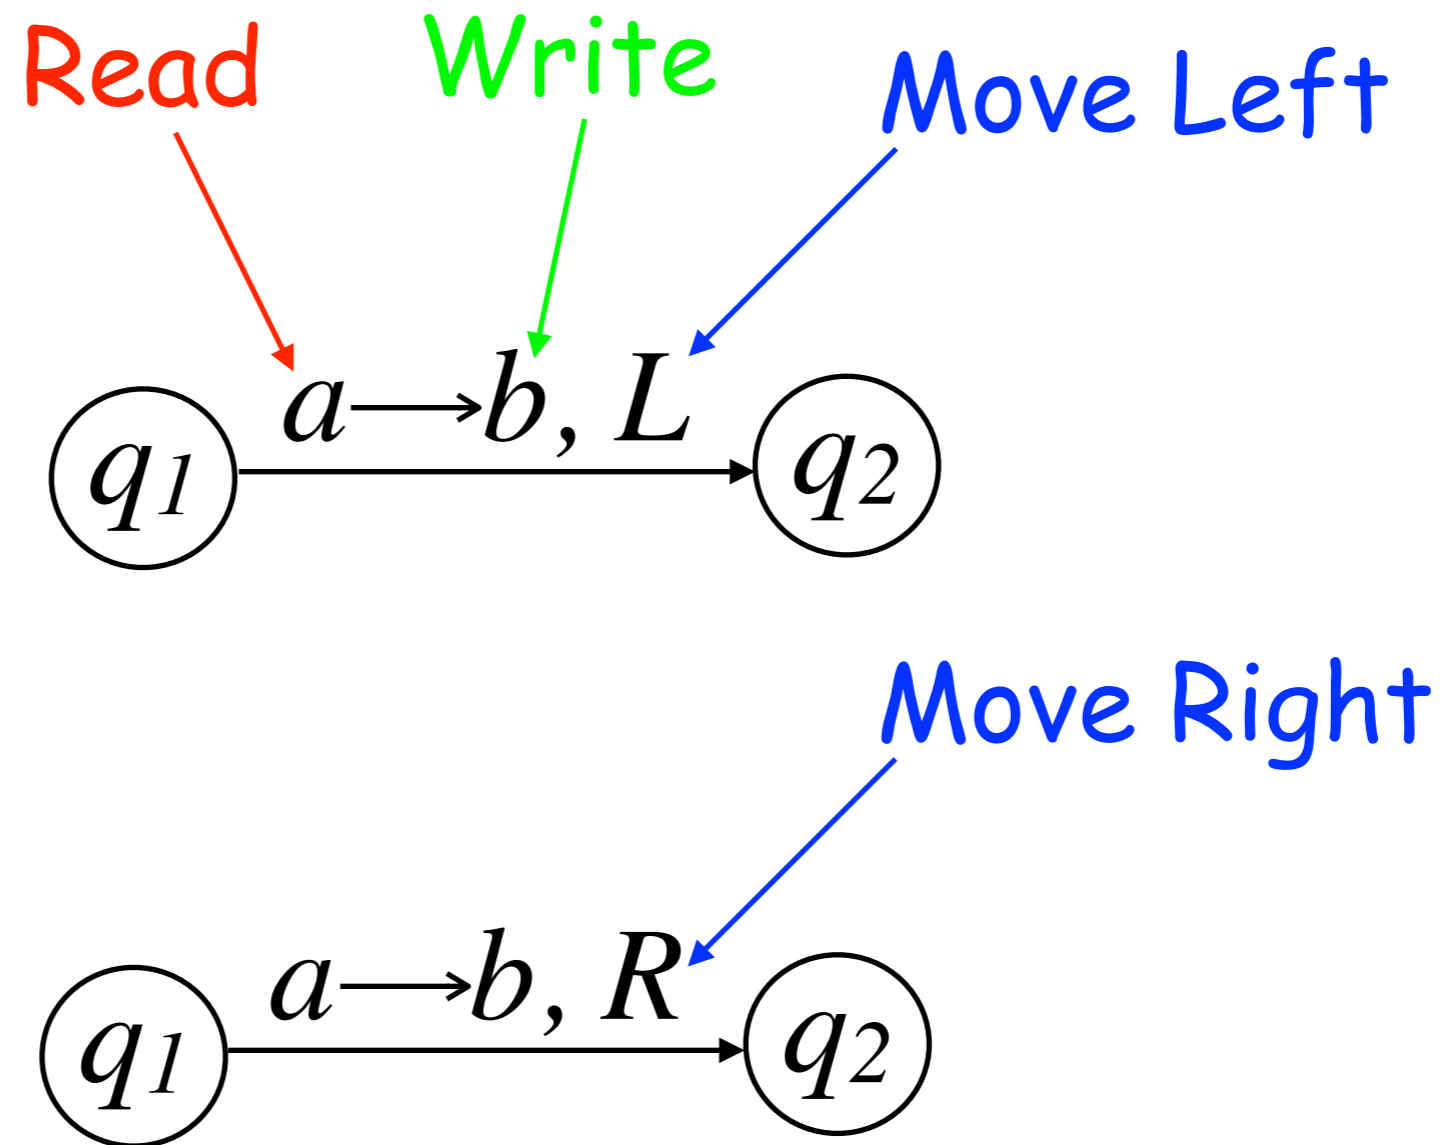 Read Write Move Left
a→b, L
q1 q2
Move Right
a→b, R
q1 q2